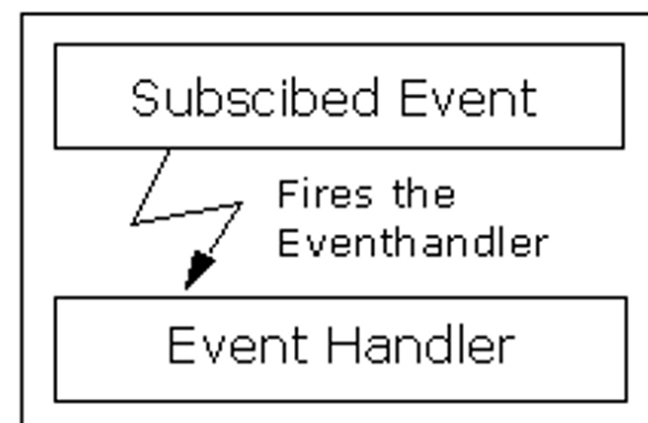 Subscibed Event
Fires the
Eventhandler
Event Handler